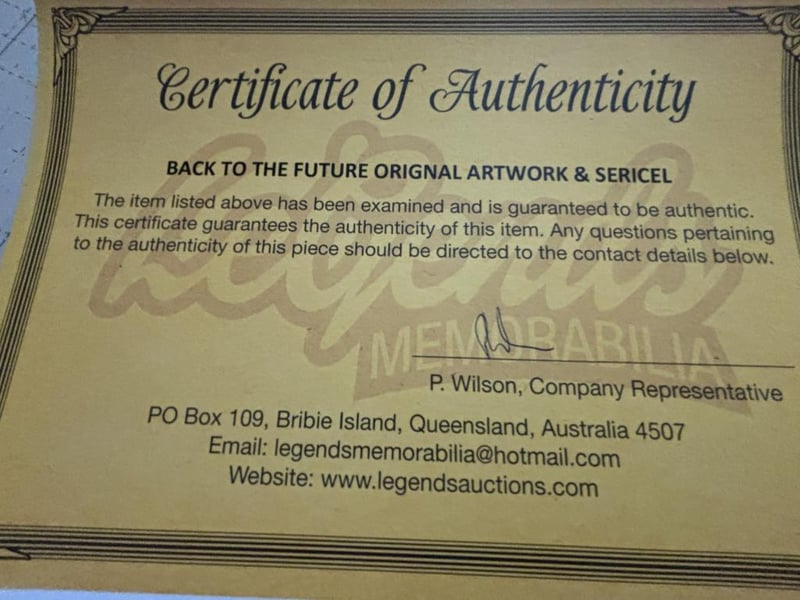 Certificate of Authenticity
BACK TO THE FUTURE ORIGNAL ARTWORK & SERICEL
The item listed above has been examined and is guaranteed to be authentic.
This certificate guarantees the authenticity of this item. Any questions pertaining
to the authenticity of this piece should be directed to the contact details below.
Legends
MEMORABILIA
P. Wilson, Company Representative
PO Box 109, Bribie Island, Queensland, Australia 4507
Email: legendsmemorabilia@hotmail.com
Website: www.legendsauctions.com